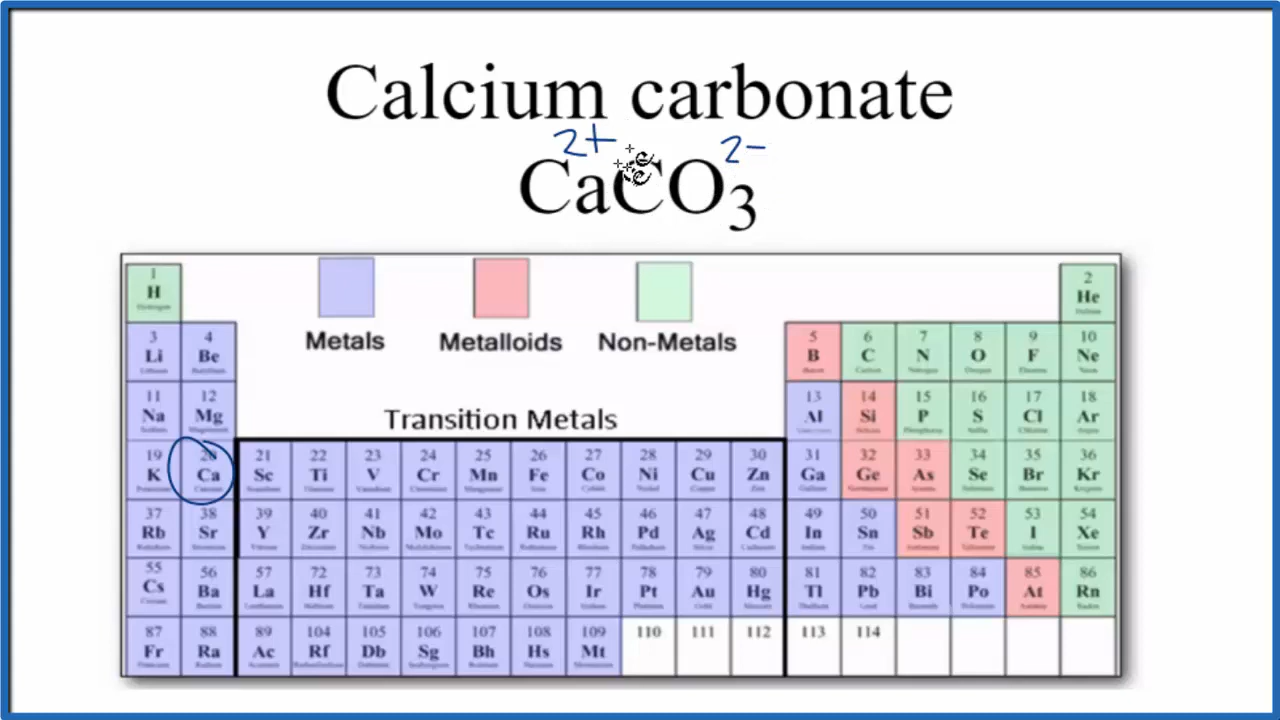 Calcium carbonate
2+ 2-
CaCO₃
1 2
H He
Metals Metalloids Non-Metals
3 4 5 6 7 8 9 10
Li Be B C N O F Ne
11 12 13 14 15 16 17 18
Na Mg Al Si P S Cl Ar
Transition Metals
19 20 21 22 23 24 25 26 27 28 29 30 31 32 33 34 35 36
K Ca Sc Ti V Cr Mn Fe Co Ni Cu Zn Ga Ge As Se Br Kr
37 38 39 40 41 42 43 44 45 46 47 48 49 50 51 52 53 54
Rb Sr Y Zr Nb Mo Tc Ru Rh Pd Ag Cd In Sn Sb Te I Xe
55 56 57 72 73 74 75 76 77 78 79 80 81 82 83 84 85 86
Cs Ba La Hf Ta W Re Os Ir Pt Au Hg Tl Pb Bi Po At Rn
87 88 89 104 105 106 107 108 109 110 111 112 113 114
Fr Ra Ac Rf Db Sg Bh Hs Mt